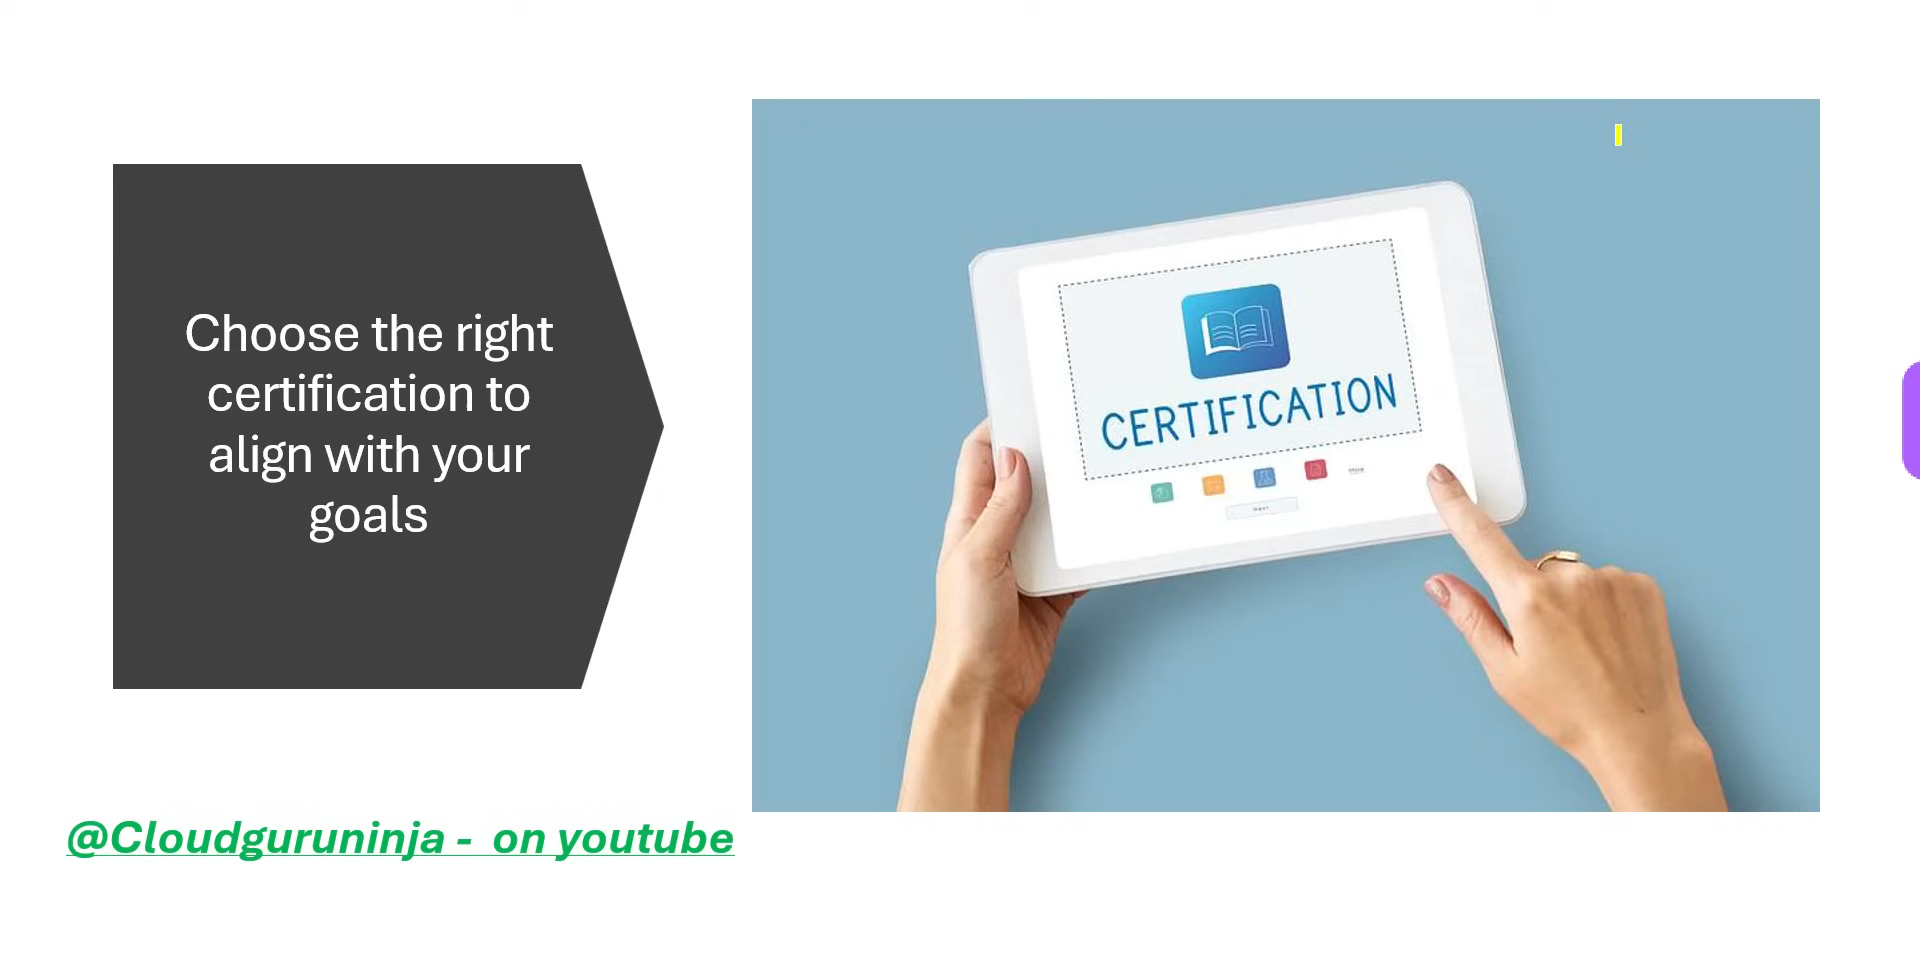 Choose the right
certification to
align with your
goals
CERTIFICATION
@Cloudguruninja - on youtube